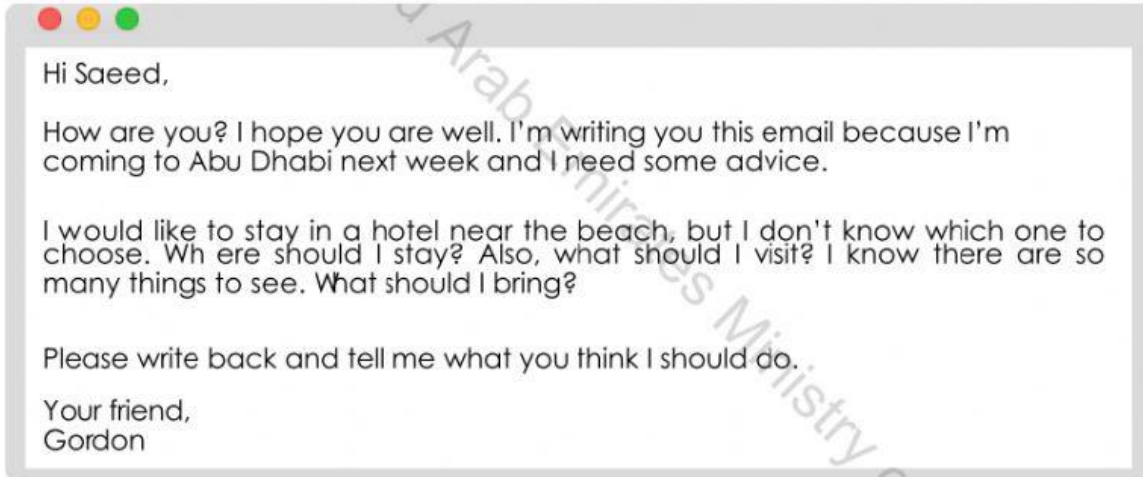 Hi Saeed,
How are you? I hope you are well. I'm writing you this email because I'm
coming to Abu Dhabi next week and I need some advice.
I would like to stay in a hotel near the beach, but I don't know which one to
choose. Wh ere should I stay? Also, what should I visit? I know there are so
many things to see. What should I bring?
Please write back and tell me what you think I should do.
Your friend,
Gordon
Arab Emirates Ministry